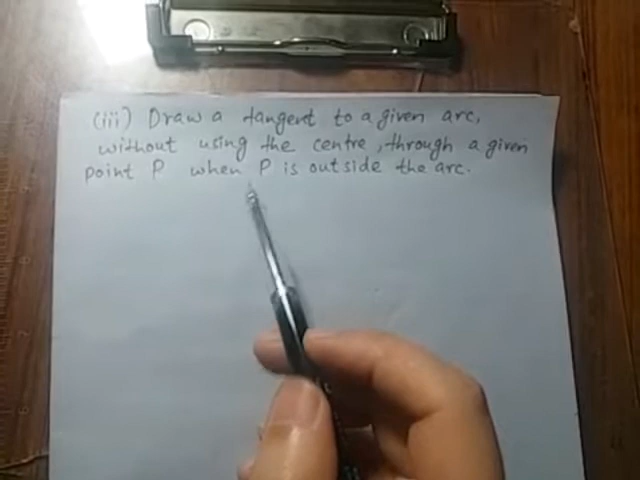 (iii) Draw a tangent to a given arc,
without using the centre, through a given
point P when P is outside the arc.